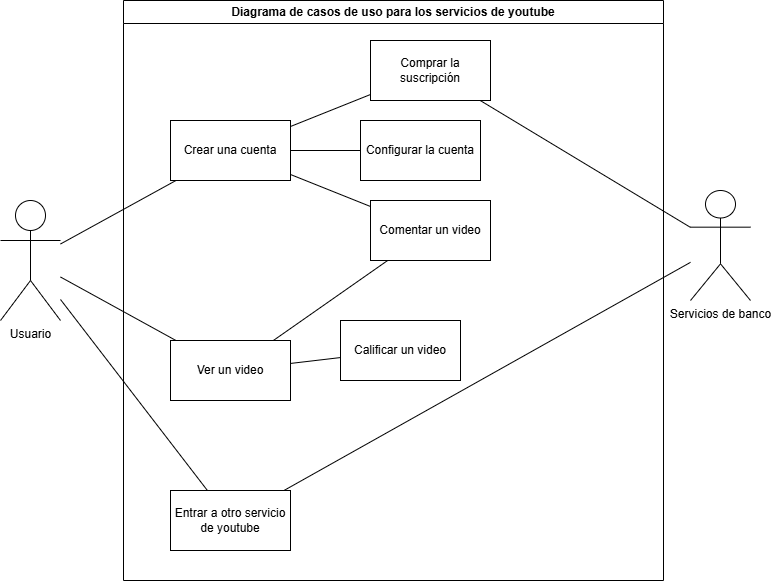 Diagrama de casos de uso para los servicios de youtube
Comprar la
suscripción
Crear una cuenta
Configurar la cuenta
Comentar un video
Usuario
Servicios de banco
Calificar un video
Ver un video
Entrar a otro servicio
de youtube